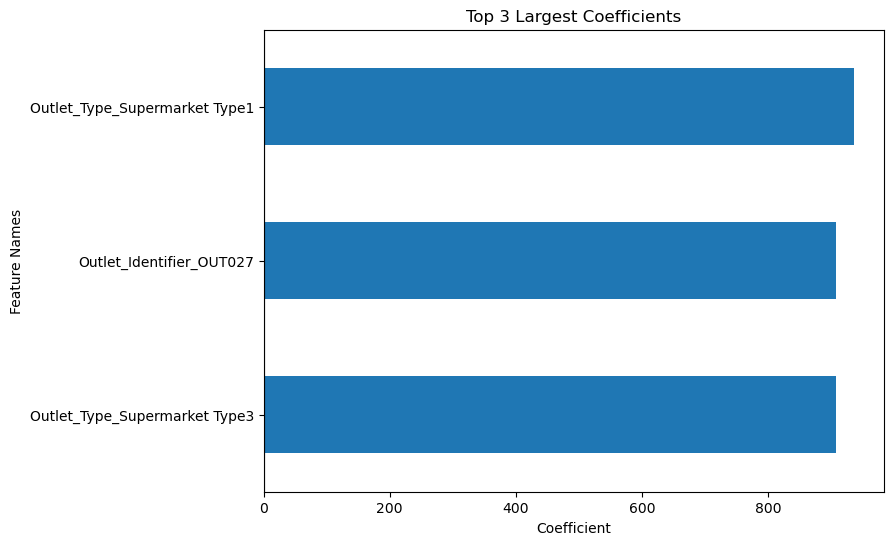 Top 3 Largest Coefficients
Feature Names
Outlet_Type_Supermarket Type1
Outlet_Identifier_OUT027
Outlet_Type_Supermarket Type3
0 200 400 600 800
Coefficient